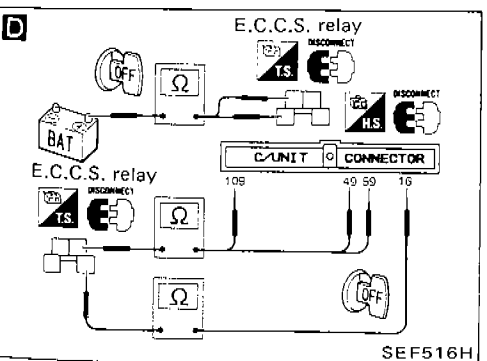 D
E.C.C.S. relay
DISCONNECT
T.S.
OFF
Ω
DISCONNECT
H.S.
BAT
C/UNIT CONNECTOR
E.C.C.S. relay
109 49 59 16
DISCONNECT
T.S.
Ω
Ω
OFF
SEF516H